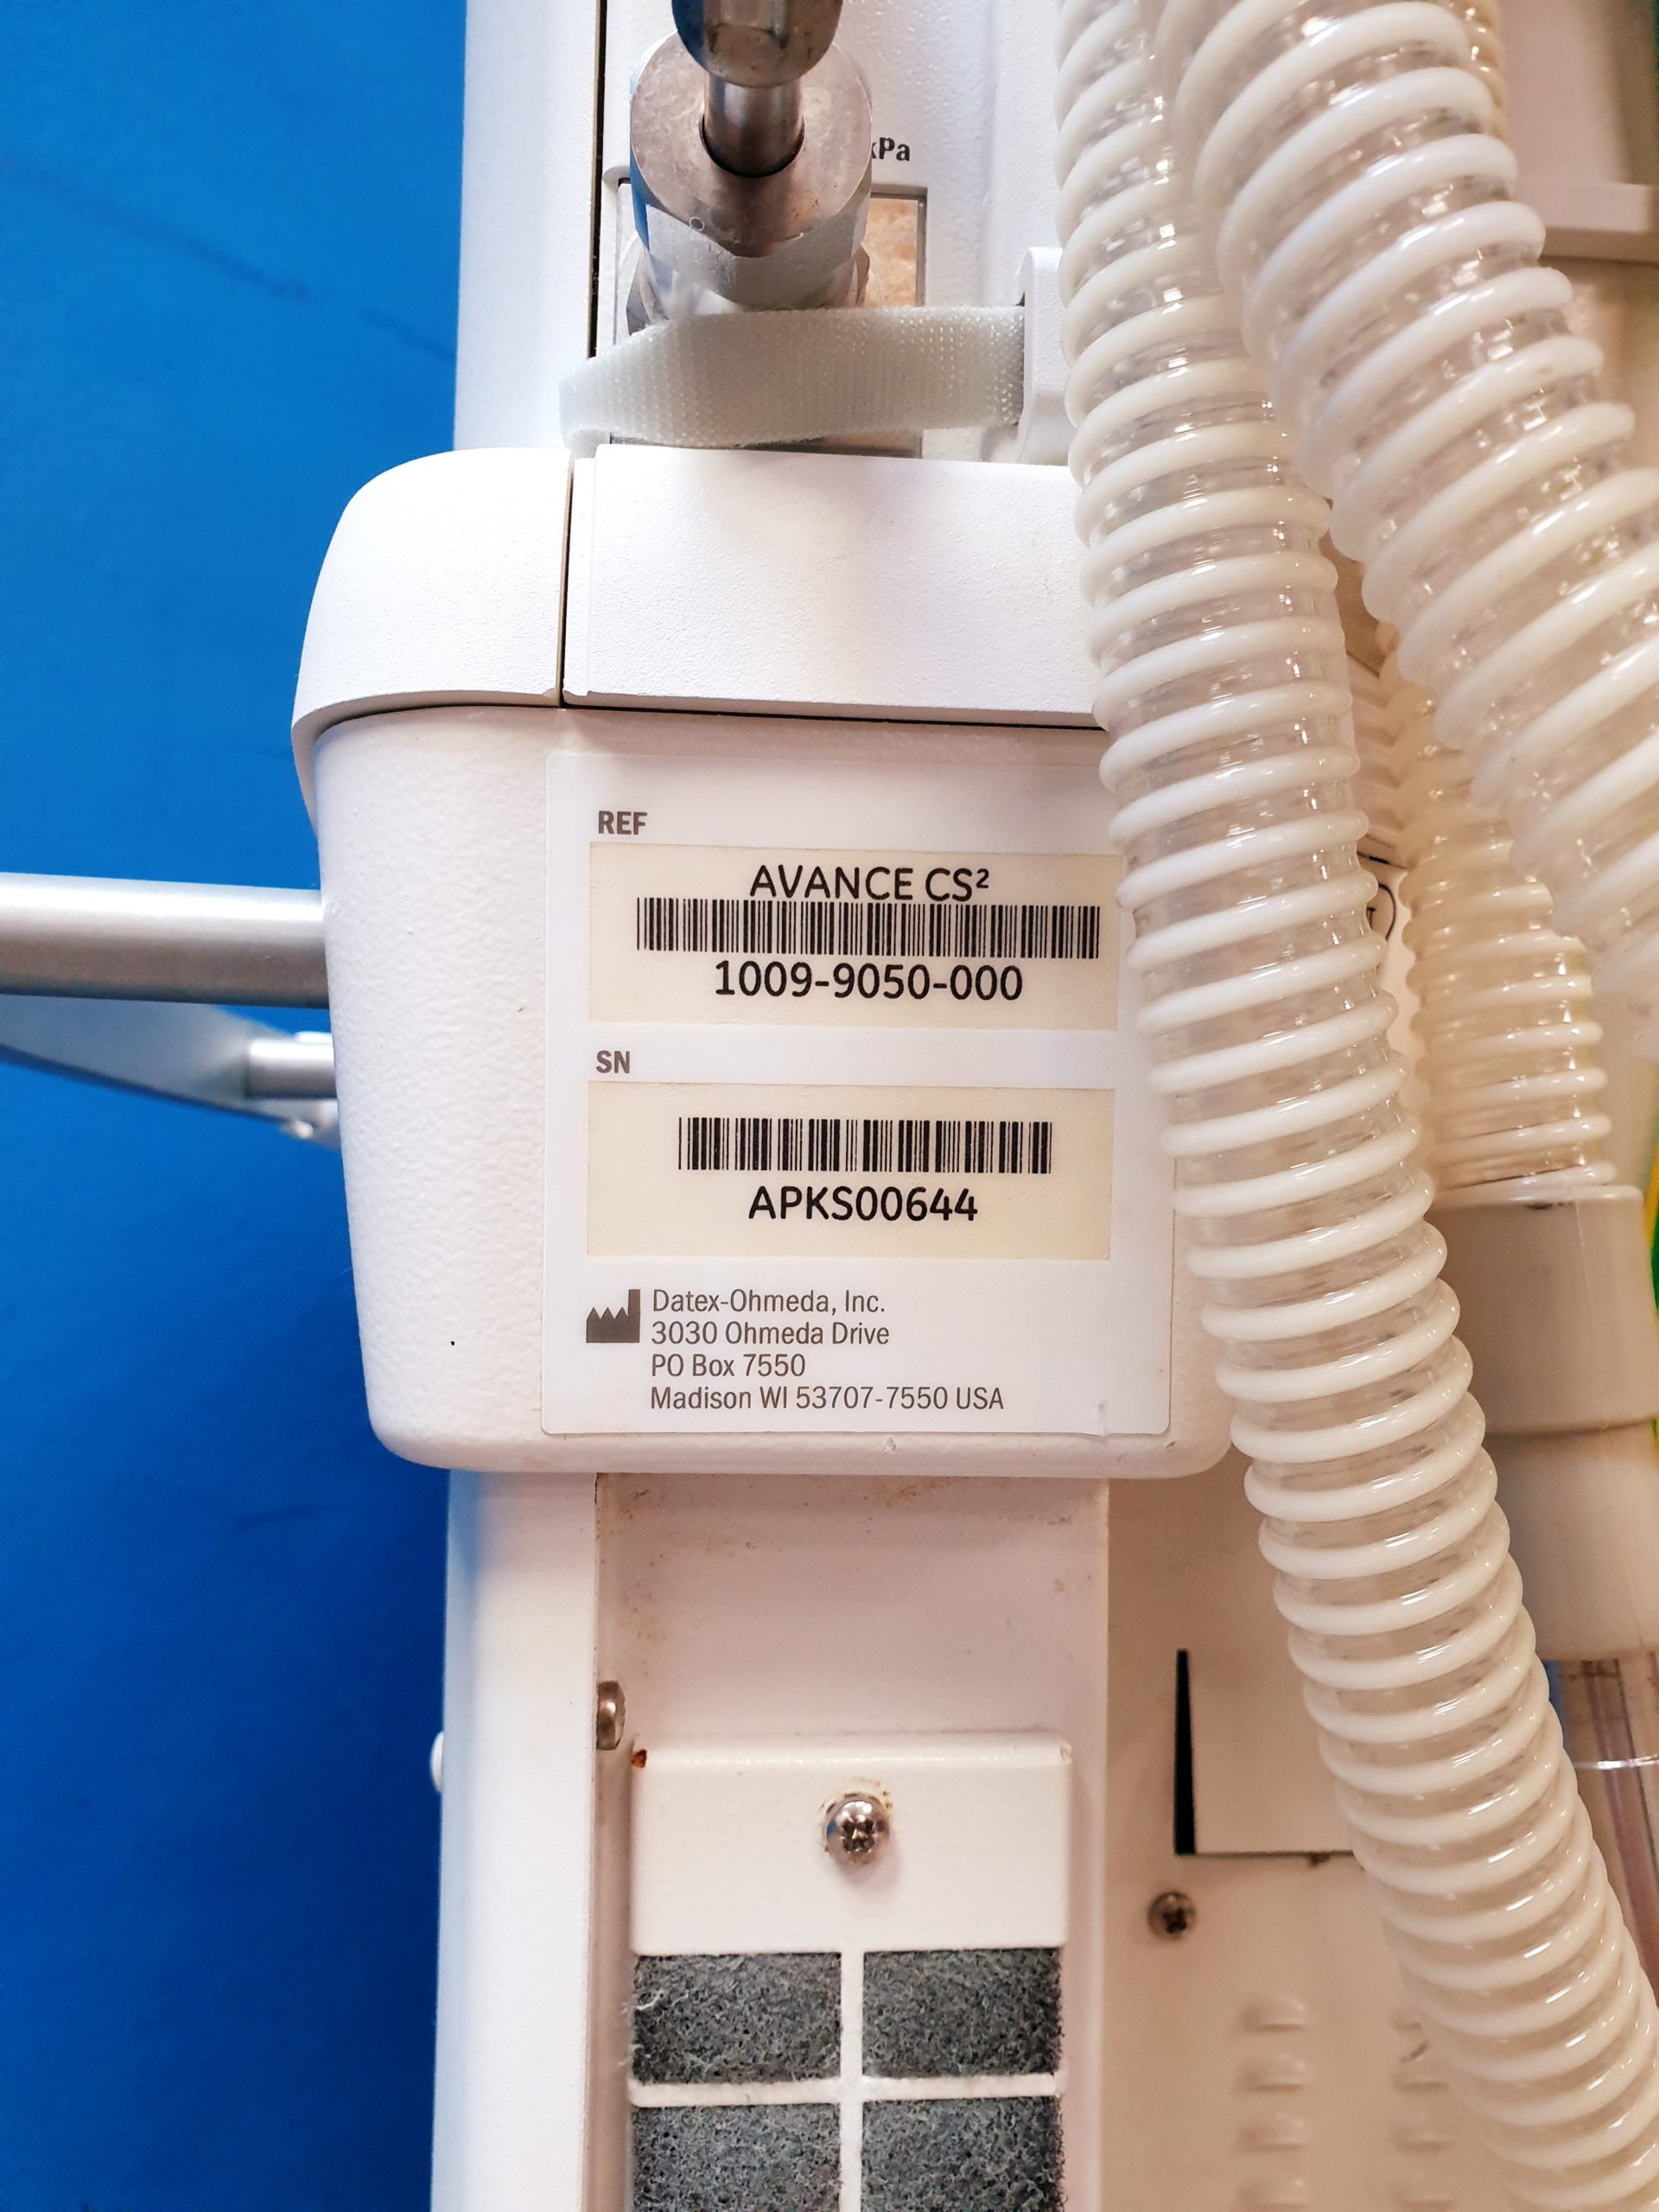 kPa
REF
AVANCE CS²
1009-9050-000
SN
APKS00644
Datex-Ohmeda, Inc.
3030 Ohmeda Drive
PO Box 7550
Madison WI 53707-7550 USA